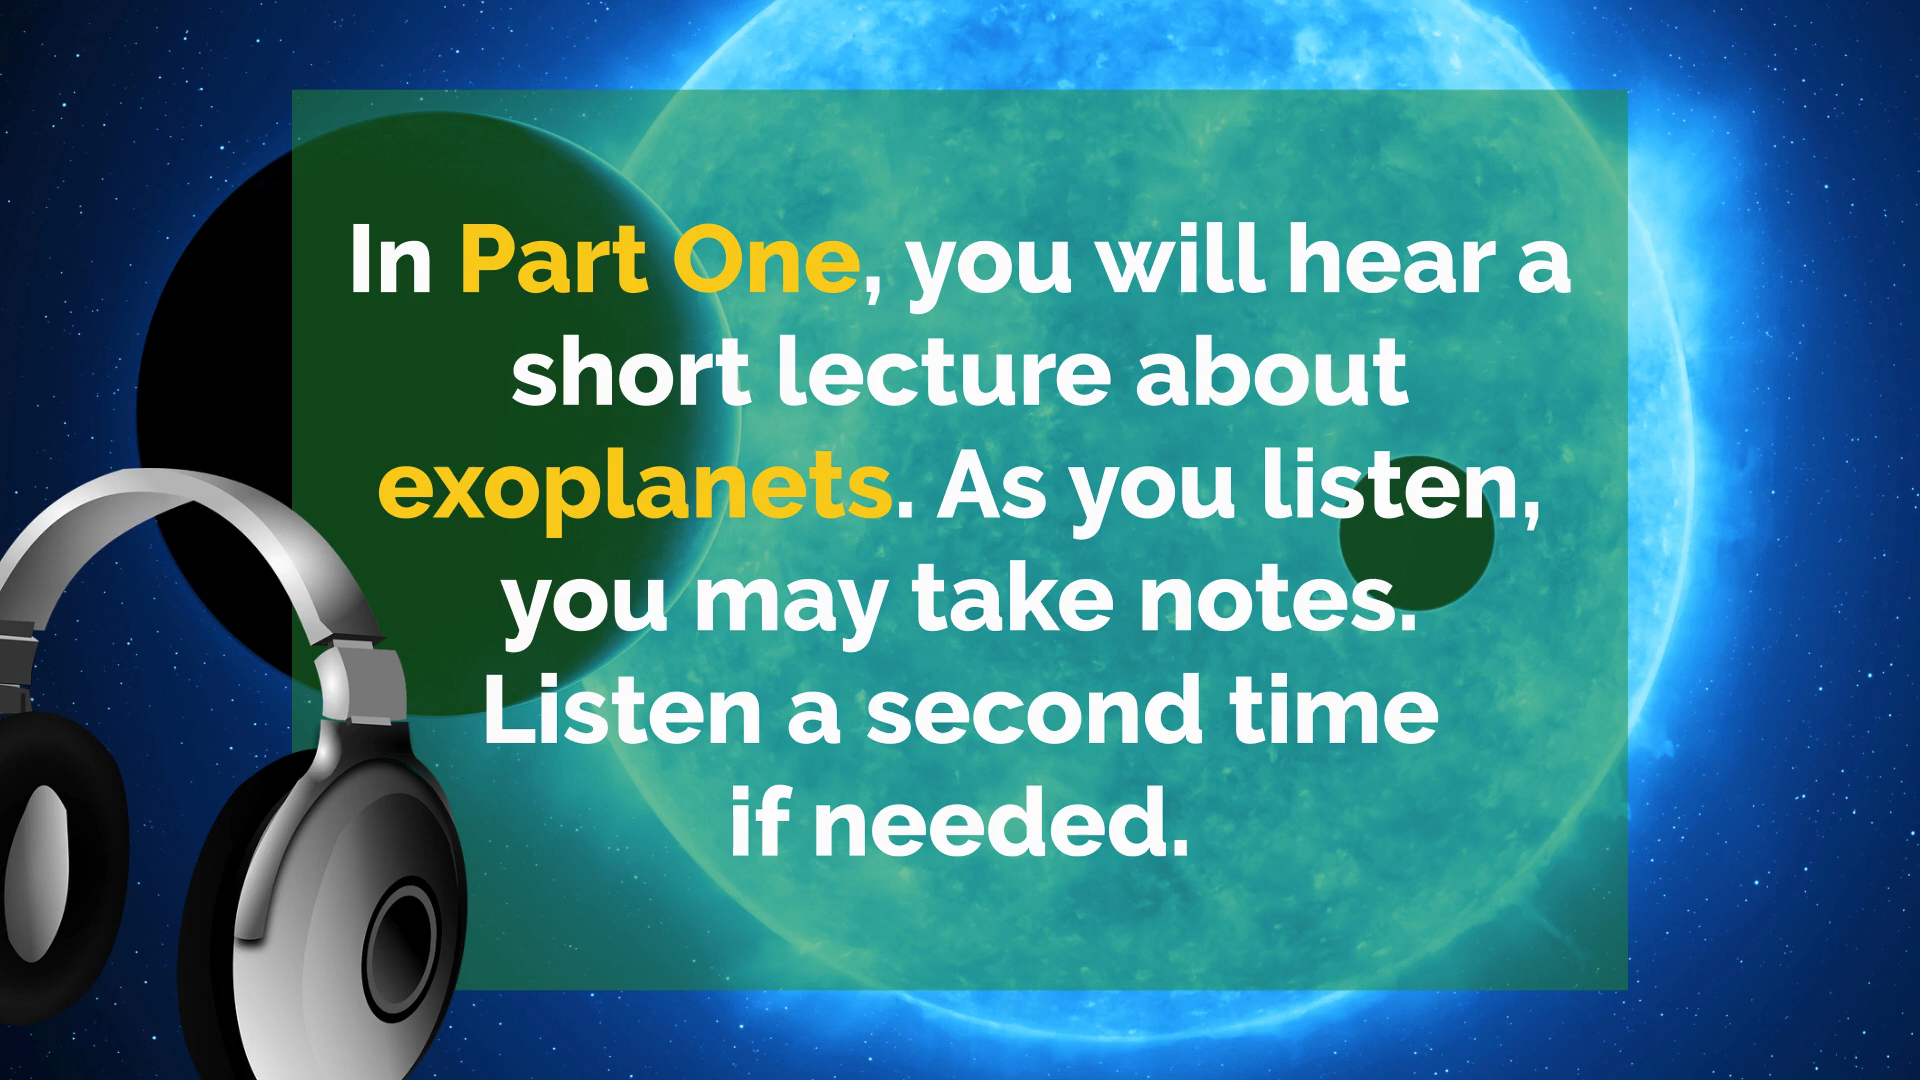 In Part One, you will hear a
short lecture about
exoplanets. As you listen,
you may take notes.
Listen a second time
if needed.